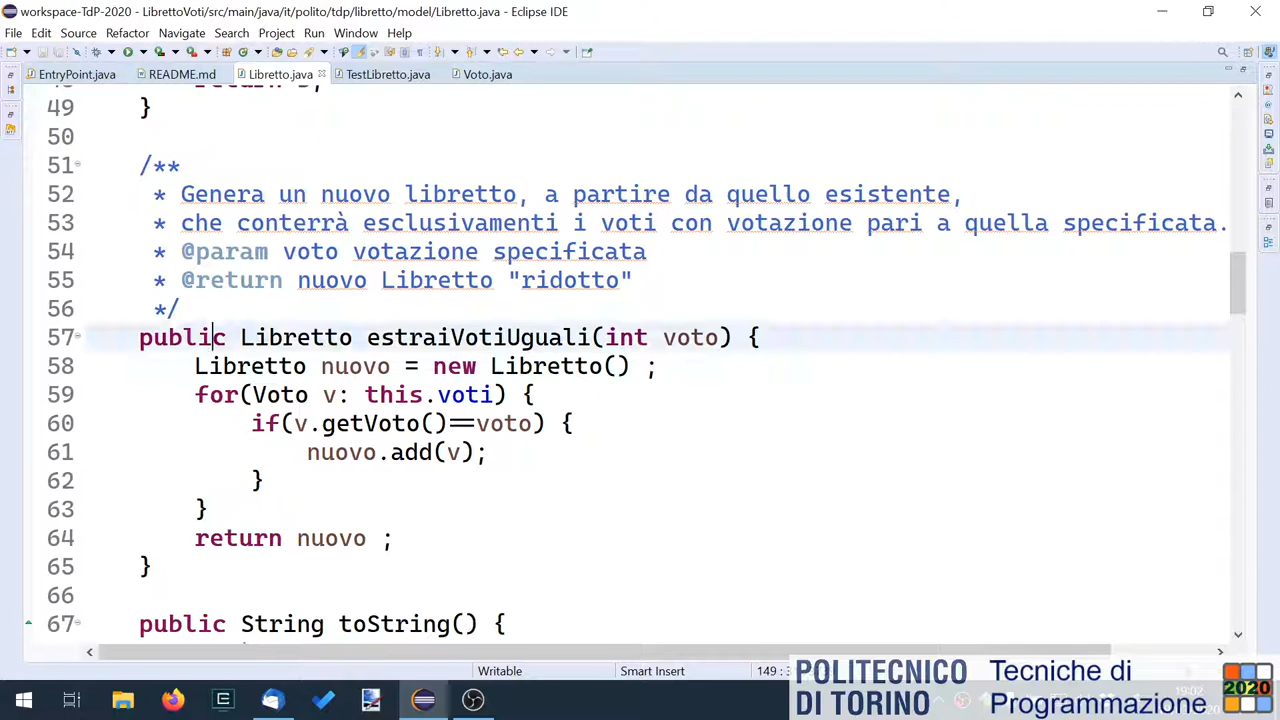 workspace-TdP-2020 - LibrettoVoti/src/main/java/it/polito/tdp/libretto/model/Libretto.java - Eclipse IDE
File Edit Source Refactor Navigate Search Project Run Window Help
EntryPoint.java README.md Libretto.java TestLibretto.java Voto.java
49 }
50
51 /**
52 * Genera un nuovo libretto, a partire da quello esistente,
53 * che conterrà esclusivamenti i voti con votazione pari a quella specificata.
54 * @param voto votazione specificata
55 * @return nuovo Libretto "ridotto"
56 */
57 public Libretto estraiVotiUguali(int voto) {
58 Libretto nuovo = new Libretto() ;
59 for(Voto v: this.voti) {
60 if(v.getVoto()==voto) {
61 nuovo.add(v);
62 }
63 }
64 return nuovo ;
65 }
66
67 public String toString() {
Writable Smart Insert 149 :
POLITECNICO DI TORINO
Tecniche di Programmazione
2020